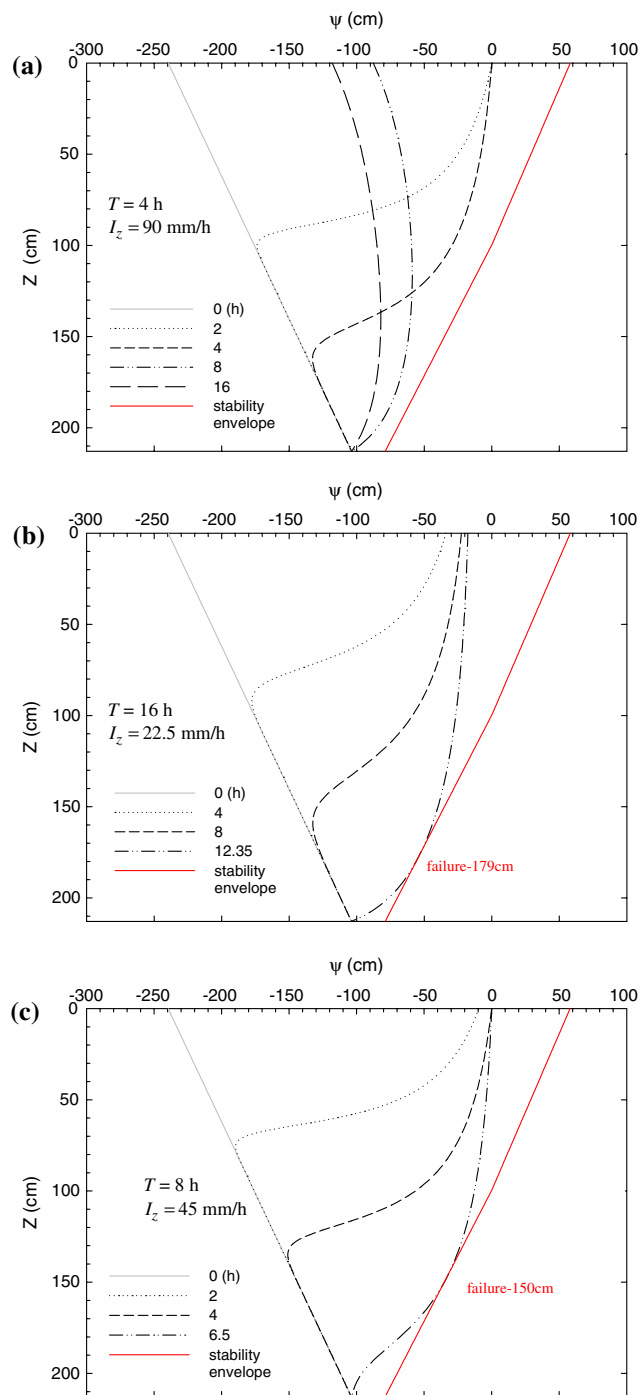 ψ (cm)
-300 -250 -200 -150 -100 -50 0 50 100
(a)
0
50
100
150
200
Z (cm)
T = 4 h
I_z = 90 mm/h
0 (h)
2
4
8
16
stability
envelope
ψ (cm)
-300 -250 -200 -150 -100 -50 0 50 100
(b)
0
50
100
150
200
Z (cm)
T = 16 h
I_z = 22.5 mm/h
0 (h)
4
8
12.35
stability
envelope
failure-179cm
ψ (cm)
-300 -250 -200 -150 -100 -50 0 50 100
(c)
0
50
100
150
200
Z (cm)
T = 8 h
I_z = 45 mm/h
0 (h)
2
4
6.5
stability
envelope
failure-150cm